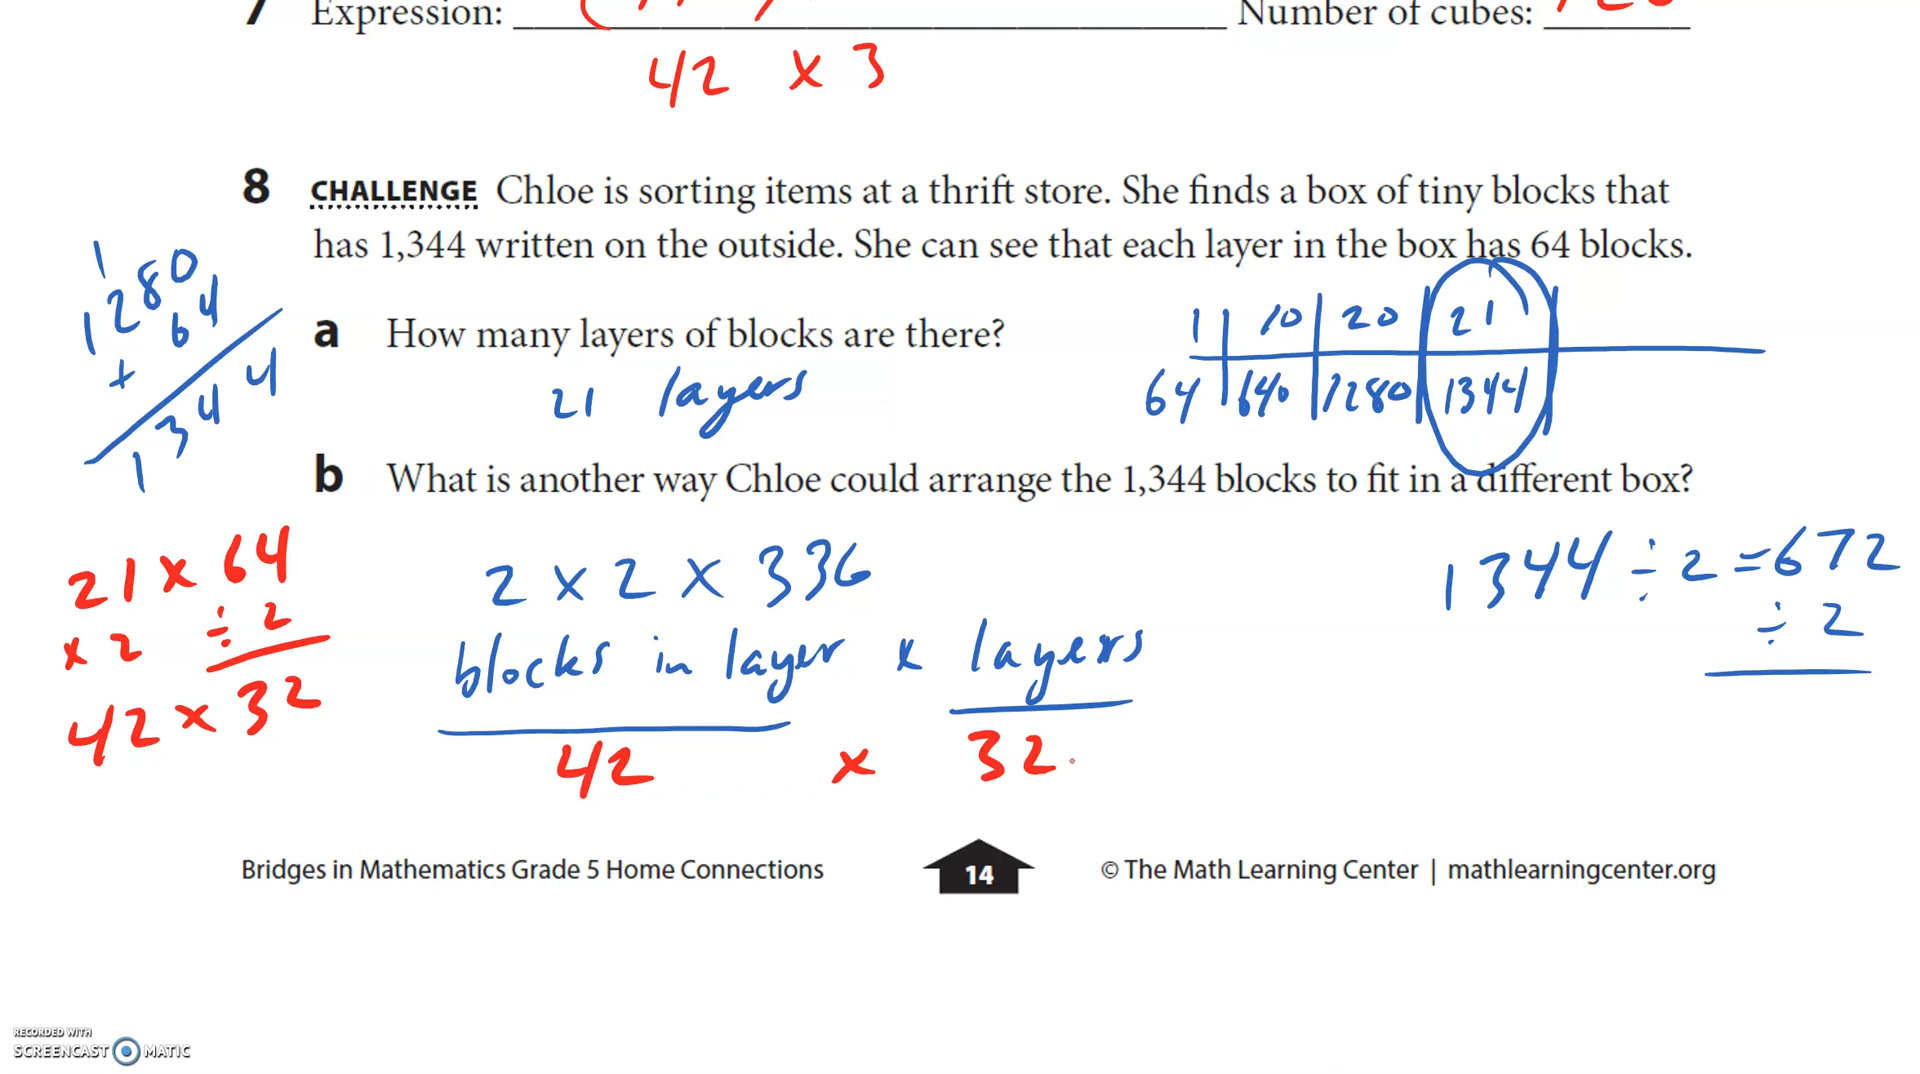 7 Expression: Number of cubes:
42 x 3
8 CHALLENGE Chloe is sorting items at a thrift store. She finds a box of tiny blocks that
has 1,344 written on the outside. She can see that each layer in the box has 64 blocks.
1
1280
+ 64
1344
a How many layers of blocks are there?
21 layers
1 | 10 | 20 | 21
64 | 640 | 1280 | 1344
b What is another way Chloe could arrange the 1,344 blocks to fit in a different box?
21 x 64
x 2 ÷ 2
42 x 32
2 x 2 x 336
blocks in layer x layers
42 x 32
1344 ÷ 2 = 672
÷ 2
Bridges in Mathematics Grade 5 Home Connections 14 © The Math Learning Center | mathlearningcenter.org
RECORDED WITH
SCREENCAST MATIC